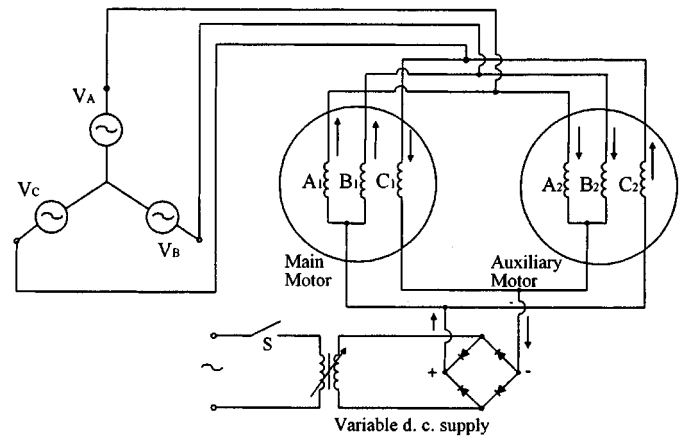 VA
VC
VB
A1 B1 C1
A2 B2 C2
Main
Motor
Auxiliary
Motor
-
S
~
+
-
Variable d. c. supply